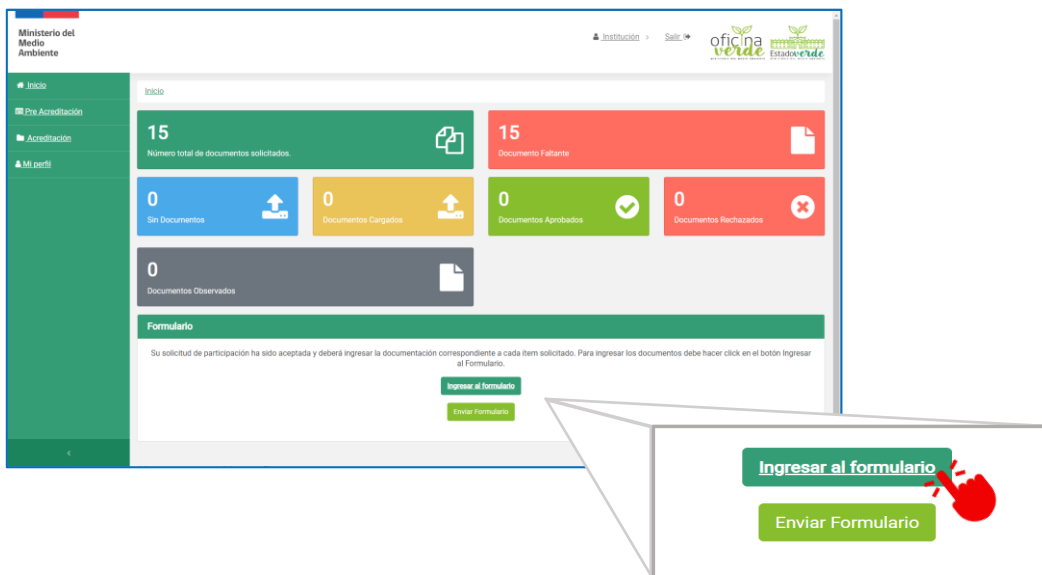 Ministerio del
Medio
Ambiente
Institución >
Salir
oficina
verde
Estadoverde
Inicio
Pre Acreditación
Acreditación
Mi perfil
Inicio
15
Número total de documentos solicitados.
15
Documento Faltante
0
Sin Documentos
0
Documentos Cargados
0
Documentos Aprobados
0
Documentos Rechazados
0
Documentos Observados
Formulario
Su solicitud de participación ha sido aceptada y deberá ingresar la documentación correspondiente a cada ítem solicitado. Para ingresar los documentos debe hacer click en el botón Ingresar
al Formulario.
Ingresar al formulario
Enviar Formulario
Ingresar al formulario
Enviar Formulario